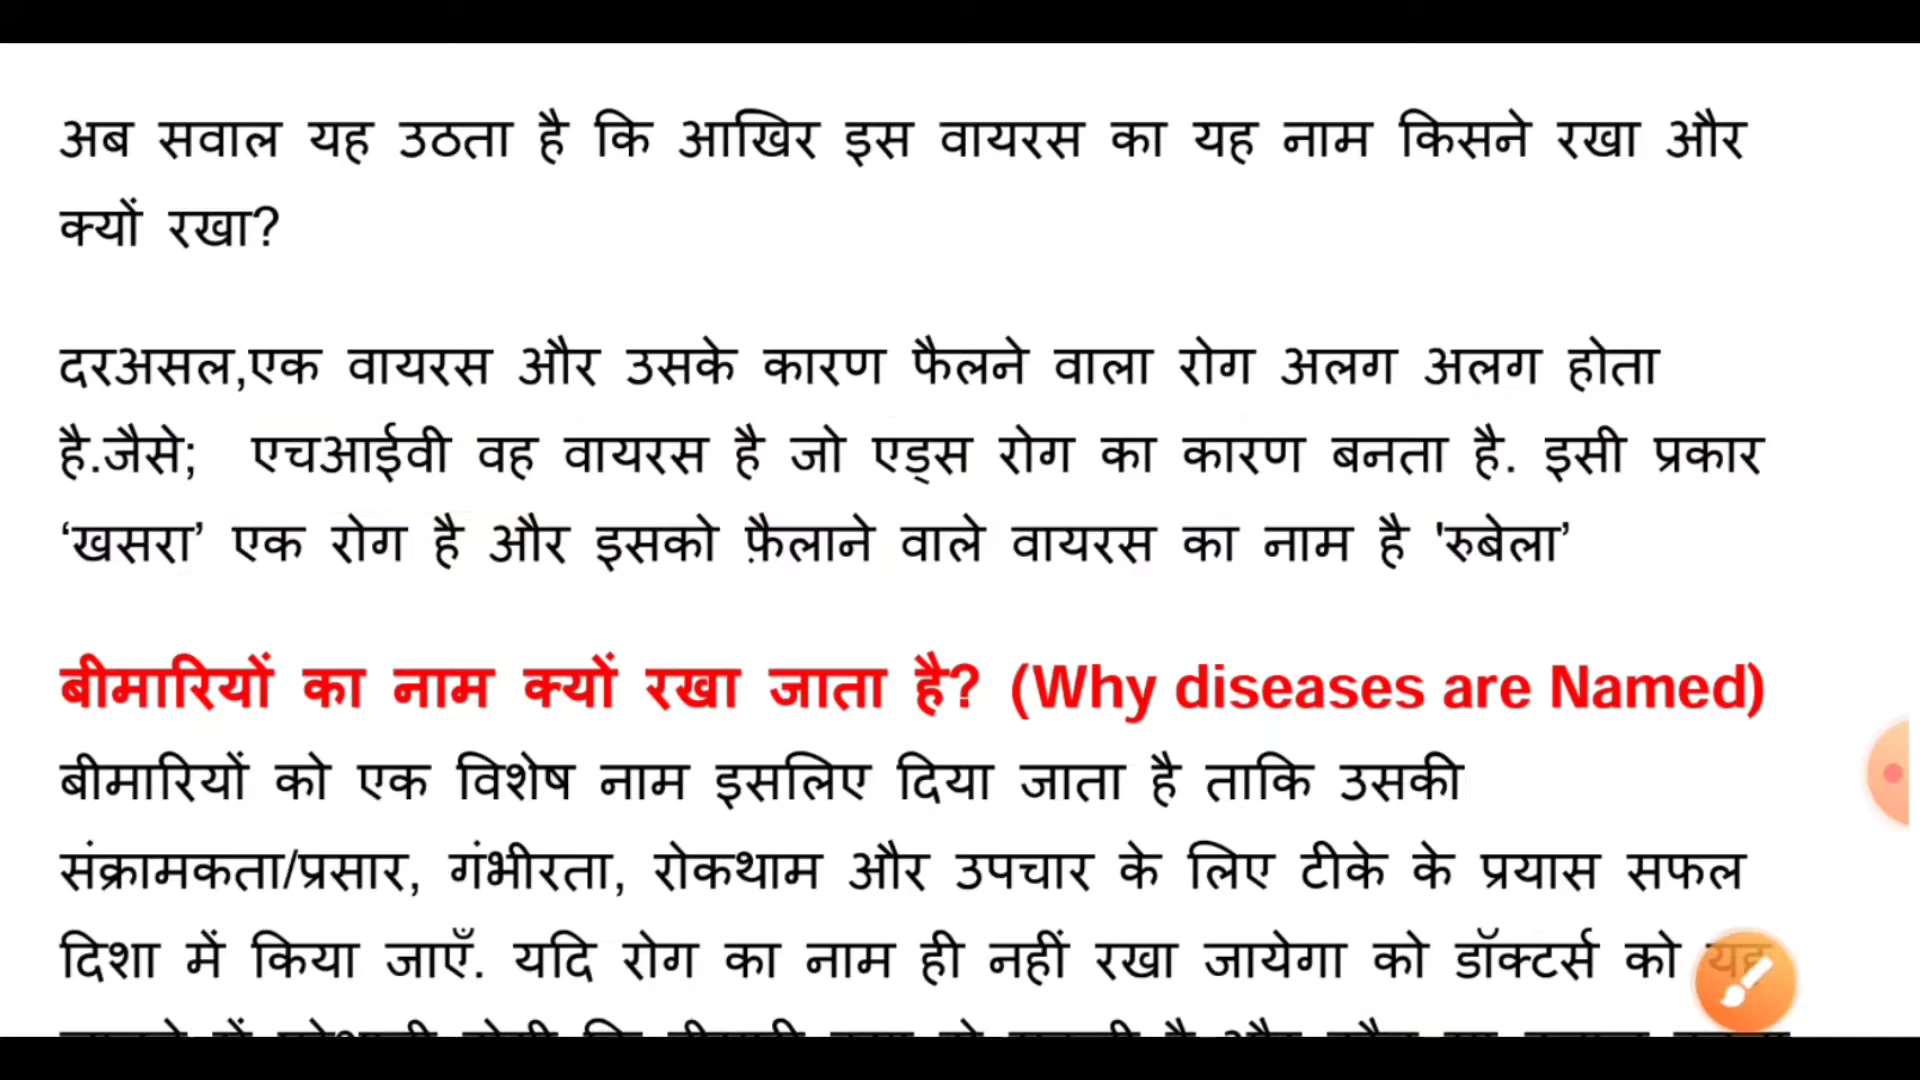 अब सवाल यह उठता है कि आखिर इस वायरस का यह नाम किसने रखा और
क्यों रखा?
दरअसल,एक वायरस और उसके कारण फैलने वाला रोग अलग अलग होता
है.जैसे; एचआईवी वह वायरस है जो एड्स रोग का कारण बनता है. इसी प्रकार
‘खसरा’ एक रोग है और इसको फ़ैलाने वाले वायरस का नाम है 'रुबेला’
बीमारियों का नाम क्यों रखा जाता है? (Why diseases are Named)
बीमारियों को एक विशेष नाम इसलिए दिया जाता है ताकि उसकी
संक्रामकता/प्रसार, गंभीरता, रोकथाम और उपचार के लिए टीके के प्रयास सफल
दिशा में किया जाएँ. यदि रोग का नाम ही नहीं रखा जायेगा को डॉक्टर्स को यह